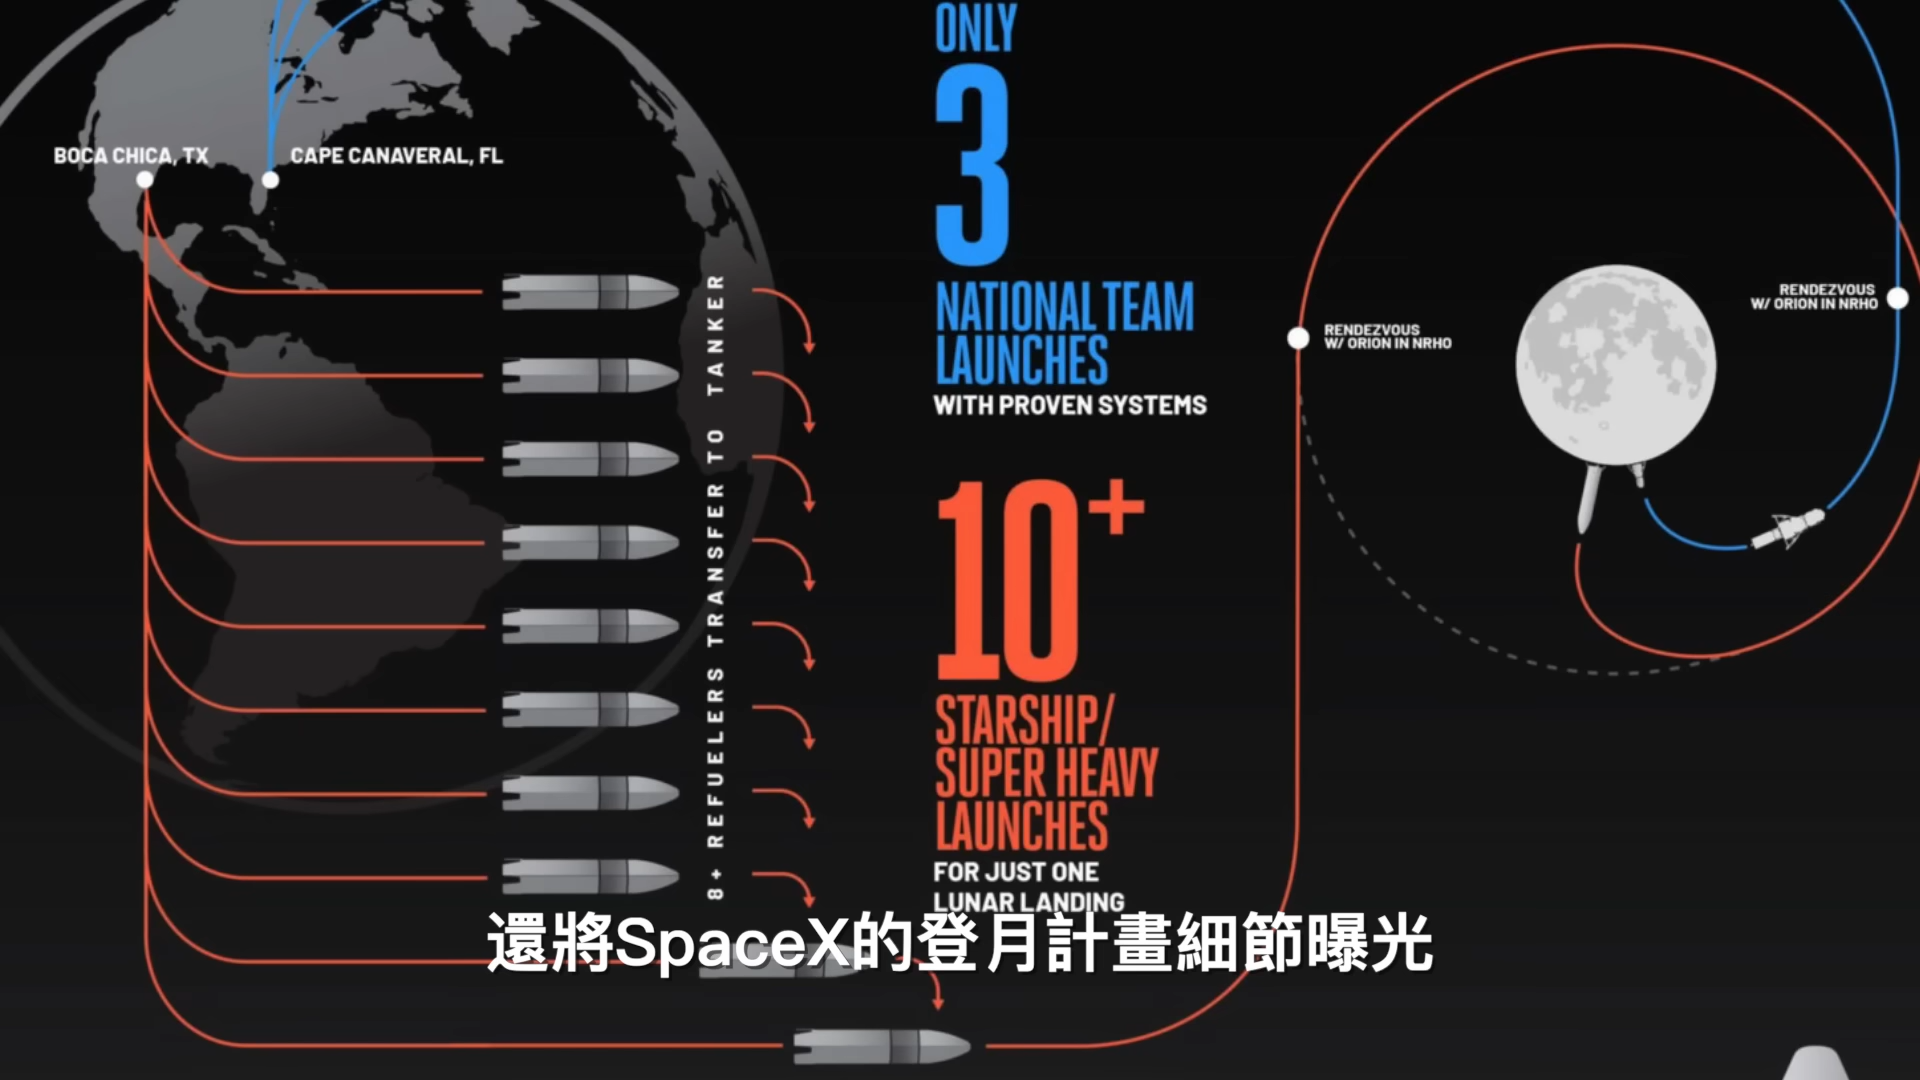 ONLY
3
NATIONAL TEAM
LAUNCHES
WITH PROVEN SYSTEMS
10+
STARSHIP/
SUPER HEAVY
LAUNCHES
FOR JUST ONE
LUNAR LANDING
BOCA CHICA, TX
CAPE CANAVERAL, FL
8+ REFUELERS TRANSFER TO TANKER
RENDEZVOUS
W/ ORION IN NRHO
RENDEZVOUS
W/ ORION IN NRHO
還將SpaceX的登月計畫細節曝光